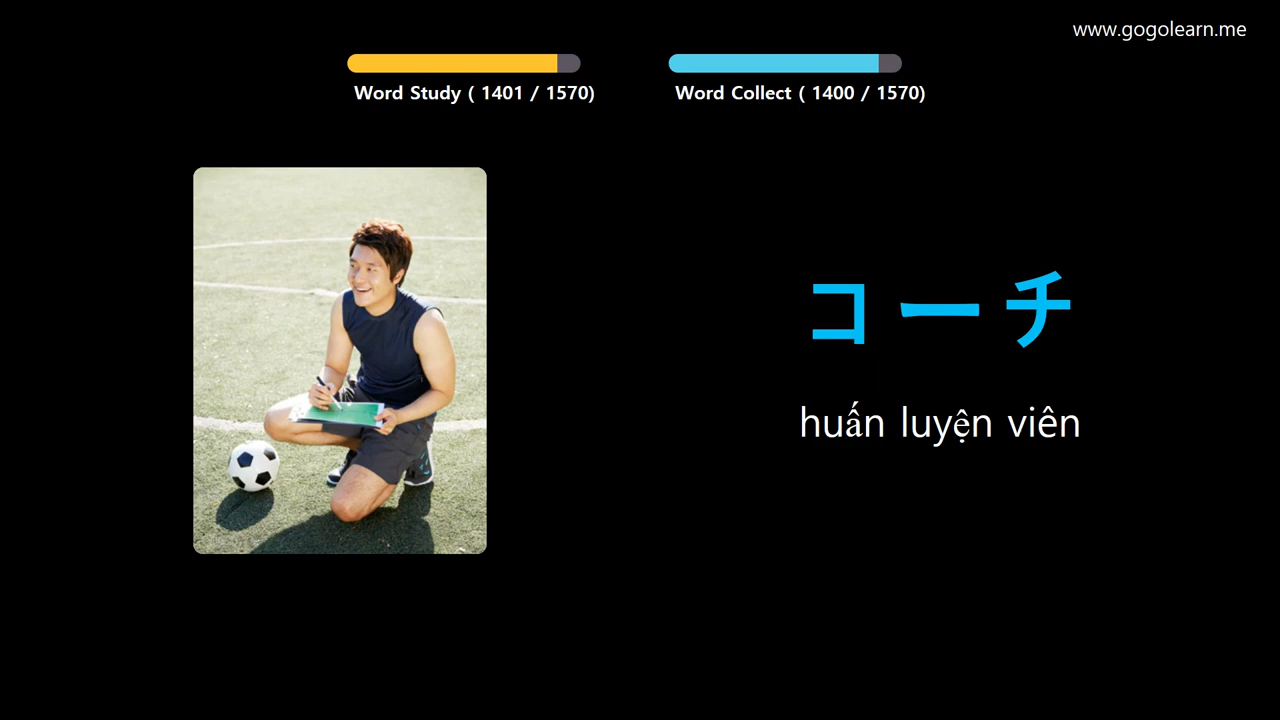 www.gogolearn.me
Word Study ( 1401 / 1570)
Word Collect ( 1400 / 1570)
コーチ
huấn luyện viên